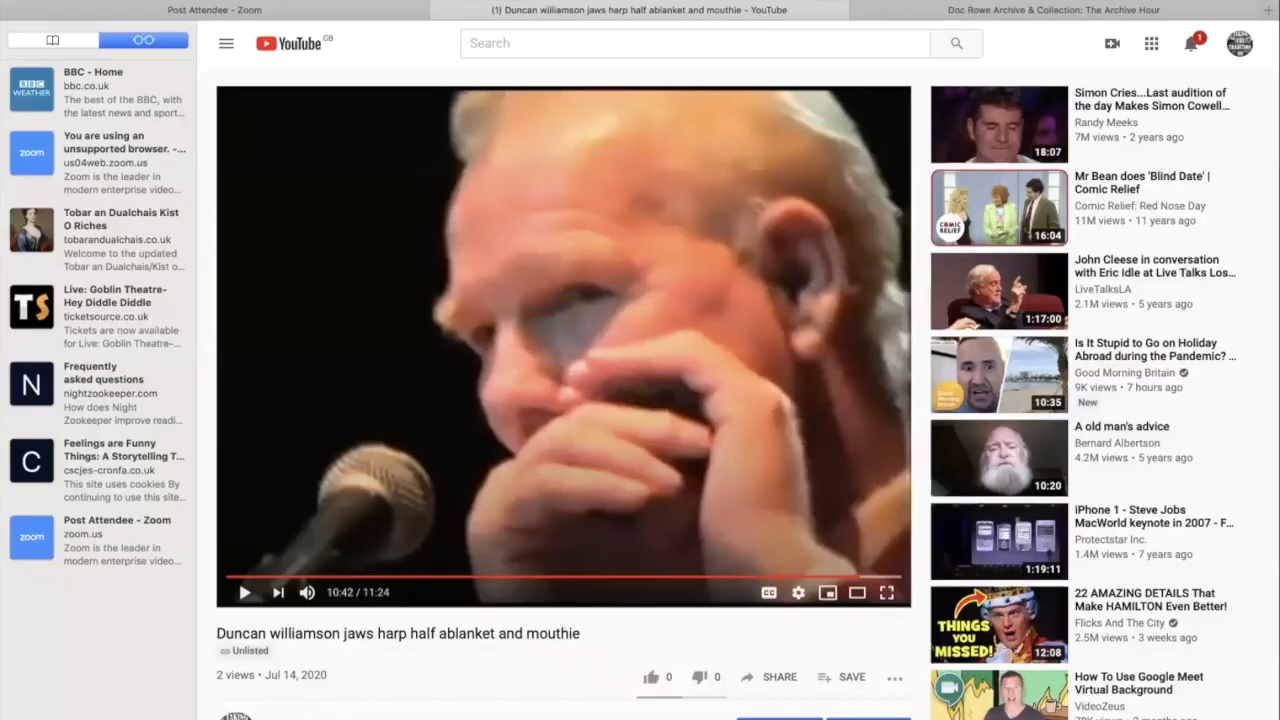 Post Attendee - Zoom
(1) Duncan williamson jaws harp half ablanket and mouthie - YouTube
Doc Rowe Archive & Collection: The Archive Hour
YouTube GB
Search
1
BBC WEATHER
BBC - Home
bbc.co.uk
The best of the BBC, with
the latest news and sport...
zoom
You are using an
unsupported browser. -...
us04web.zoom.us
Zoom is the leader in
modern enterprise video...
Tobar an Dualchais Kist
O Riches
tobarandualchais.co.uk
Welcome to the updated
Tobar an Dualchais/Kist o...
TS
Live: Goblin Theatre-
Hey Diddle Diddle
ticketsource.co.uk
Tickets are now available
for Live: Goblin Theatre-...
N
Frequently
asked questions
nightzookeeper.com
How does Night
Zookeeper improve readi...
C
Feelings are Funny
Things: A Storytelling T...
cscjes-cronfa.co.uk
This site uses cookies By
continuing to use this site...
zoom
Post Attendee - Zoom
zoom.us
Zoom is the leader in
modern enterprise video...
10:42 / 11:24
CC
Duncan williamson jaws harp half ablanket and mouthie
Unlisted
2 views • Jul 14, 2020
0
0
SHARE
SAVE
18:07
Simon Cries...Last audition of
the day Makes Simon Cowell...
Randy Meeks
7M views • 2 years ago
COMIC RELIEF
16:04
Mr Bean does 'Blind Date' |
Comic Relief
Comic Relief: Red Nose Day
11M views • 11 years ago
1:17:00
John Cleese in conversation
with Eric Idle at Live Talks Los...
LiveTalksLA
2.1M views • 5 years ago
10:35
Is It Stupid to Go on Holiday
Abroad during the Pandemic? ...
Good Morning Britain
9K views • 7 hours ago
New
10:20
A old man's advice
Bernard Albertson
4.2M views • 5 years ago
1:19:11
iPhone 1 - Steve Jobs
MacWorld keynote in 2007 - F...
Protectstar Inc.
1.4M views • 7 years ago
THINGS
YOU
MISSED!
12:08
22 AMAZING DETAILS That
Make HAMILTON Even Better!
Flicks And The City
2.5M views • 3 weeks ago
How To Use Google Meet
Virtual Background
VideoZeus